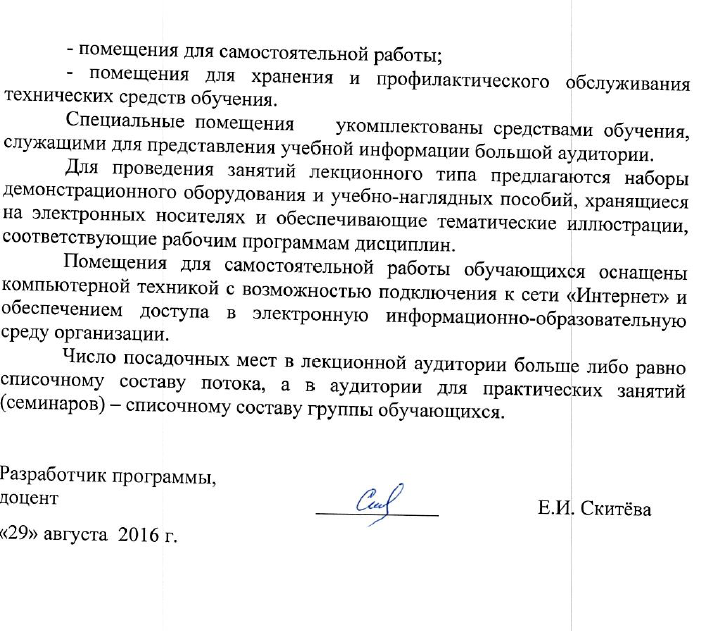 - помещения для самостоятельной работы;
- помещения для хранения и профилактического обслуживания
технических средств обучения.
Специальные помещения укомплектованы средствами обучения,
служащими для представления учебной информации большой аудитории.
Для проведения занятий лекционного типа предлагаются наборы
демонстрационного оборудования и учебно-наглядных пособий, хранящиеся
на электронных носителях и обеспечивающие тематические иллюстрации,
соответствующие рабочим программам дисциплин.
Помещения для самостоятельной работы обучающихся оснащены
компьютерной техникой с возможностью подключения к сети «Интернет» и
обеспечением доступа в электронную информационно-образовательную
среду организации.
Число посадочных мест в лекционной аудитории больше либо равно
списочному составу потока, а в аудитории для практических занятий
(семинаров) – списочному составу группы обучающихся.
Разработчик программы,
доцент
Е.И. Скитёва
«29» августа 2016 г.